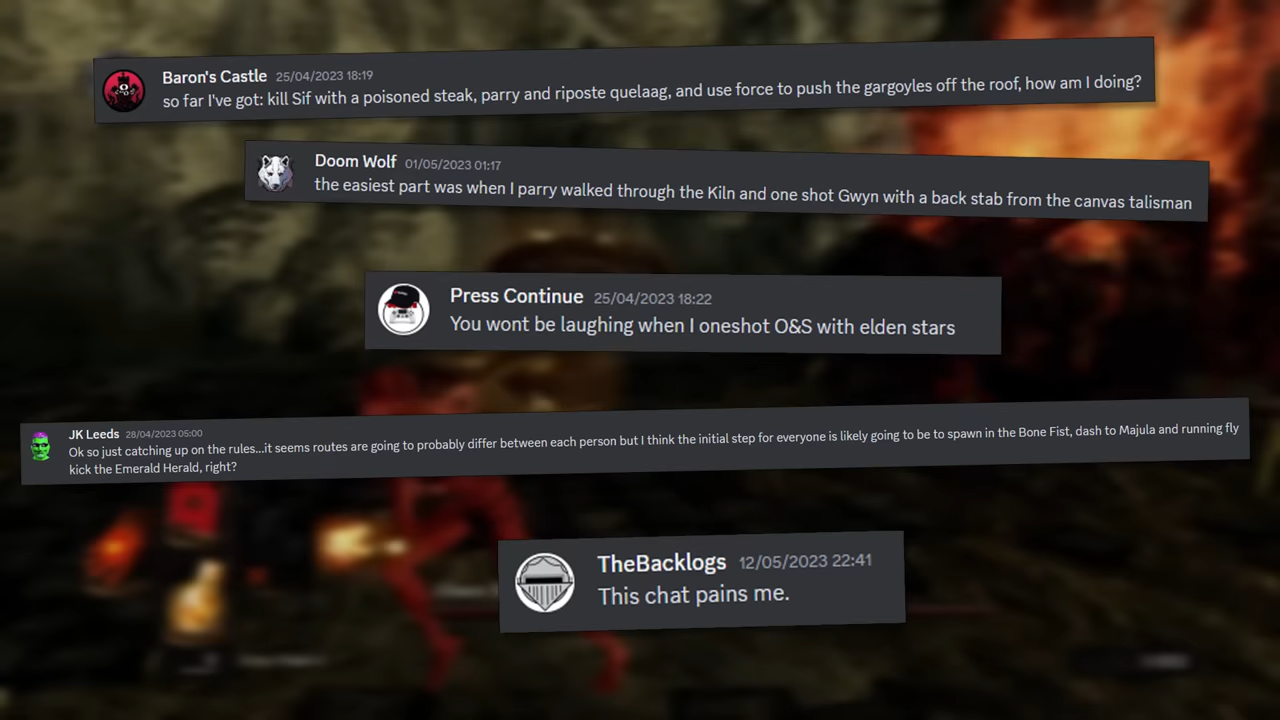 Baron's Castle 25/04/2023 18:19
so far I've got: kill Sif with a poisoned steak, parry and riposte quelaag, and use force to push the gargoyles off the roof, how am I doing?
Doom Wolf 01/05/2023 01:17
the easiest part was when I parry walked through the Kiln and one shot Gwyn with a back stab from the canvas talisman
Press Continue 25/04/2023 18:22
You wont be laughing when I oneshot O&S with elden stars
JK Leeds 28/04/2023 05:00
Ok so just catching up on the rules...it seems routes are going to probably differ between each person but I think the initial step for everyone is likely going to be to spawn in the Bone Fist, dash to Majula and running fly
kick the Emerald Herald, right?
TheBacklogs 12/05/2023 22:41
This chat pains me.